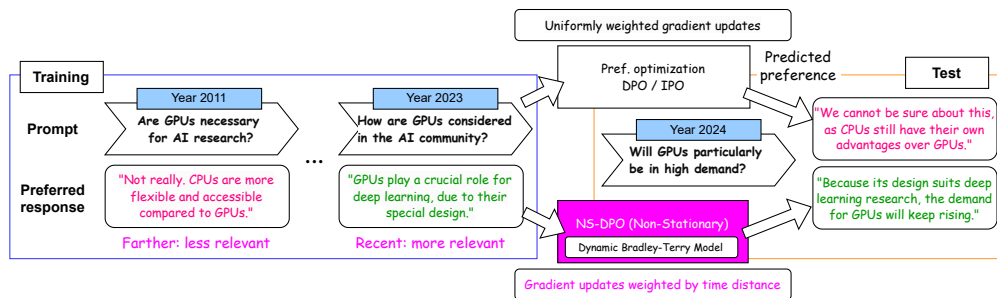 Uniformly weighted gradient updates
Training
Year 2011
Are GPUs necessary
for AI research?
...
Year 2023
How are GPUs considered
in the AI community?
Pref. optimization
DPO / IPO
Predicted
preference
Test
Prompt
Year 2024
Will GPUs particularly
be in high demand?
"We cannot be sure about this,
as CPUs still have their own
advantages over GPUs."
Preferred
response
"Not really. CPUs are more
flexible and accessible
compared to GPUs."
"GPUs play a crucial role for
deep learning, due to their
special design."
"Because its design suits deep
learning research, the demand
for GPUs will keep rising."
Farther: less relevant
Recent: more relevant
NS-DPO (Non-Stationary)
Dynamic Bradley-Terry Model
Gradient updates weighted by time distance